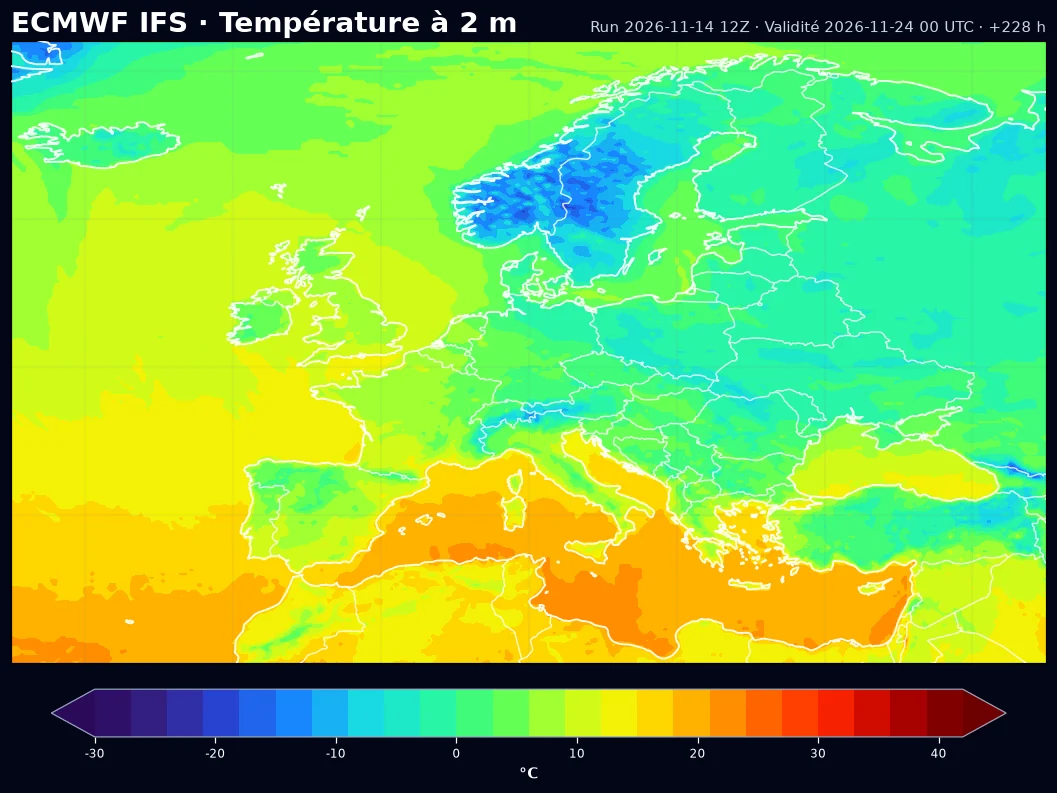 ECMWF IFS · Température à 2 m
Run 2026-11-14 12Z · Validité 2026-11-24 00 UTC · +228 h
-30 -20 -10 0 10 20 30 40
°C